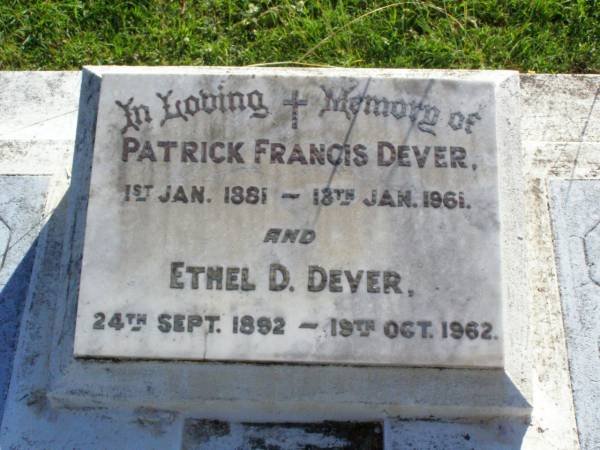 In Loving ✝ Memory of
PATRICK FRANCIS DEVER,
1ST JAN. 1881 — 13TH JAN. 1961.
AND
ETHEL D. DEVER,
24TH SEPT. 1892 — 19TH OCT. 1962.